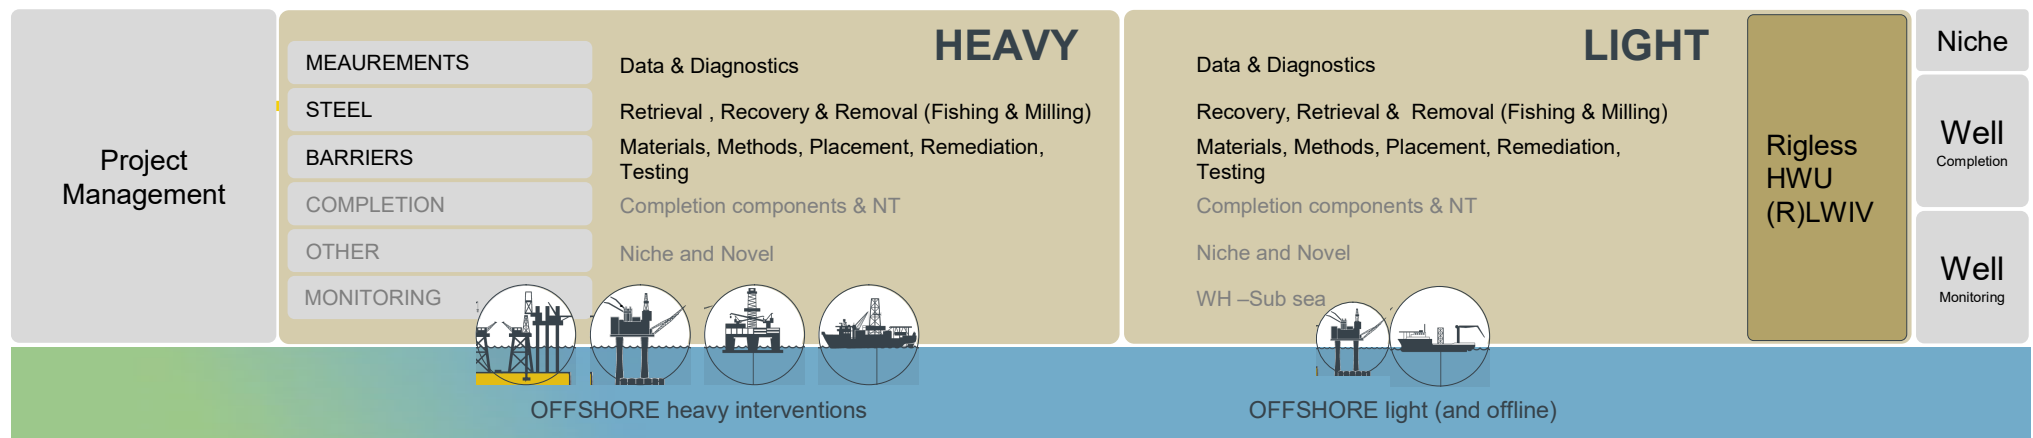 Project
Management
HEAVY
MEAUREMENTS
Data & Diagnostics
STEEL
Retrieval , Recovery & Removal (Fishing & Milling)
BARRIERS
Materials, Methods, Placement, Remediation,
Testing
COMPLETION
Completion components & NT
OTHER
Niche and Novel
MONITORING
LIGHT
Data & Diagnostics
Recovery, Retrieval & Removal (Fishing & Milling)
Materials, Methods, Placement, Remediation,
Testing
Completion components & NT
Niche and Novel
WH –Sub sea
Rigless
HWU
(R)LWIV
Niche
Well
Completion
Well
Monitoring
OFFSHORE heavy interventions
OFFSHORE light (and offline)